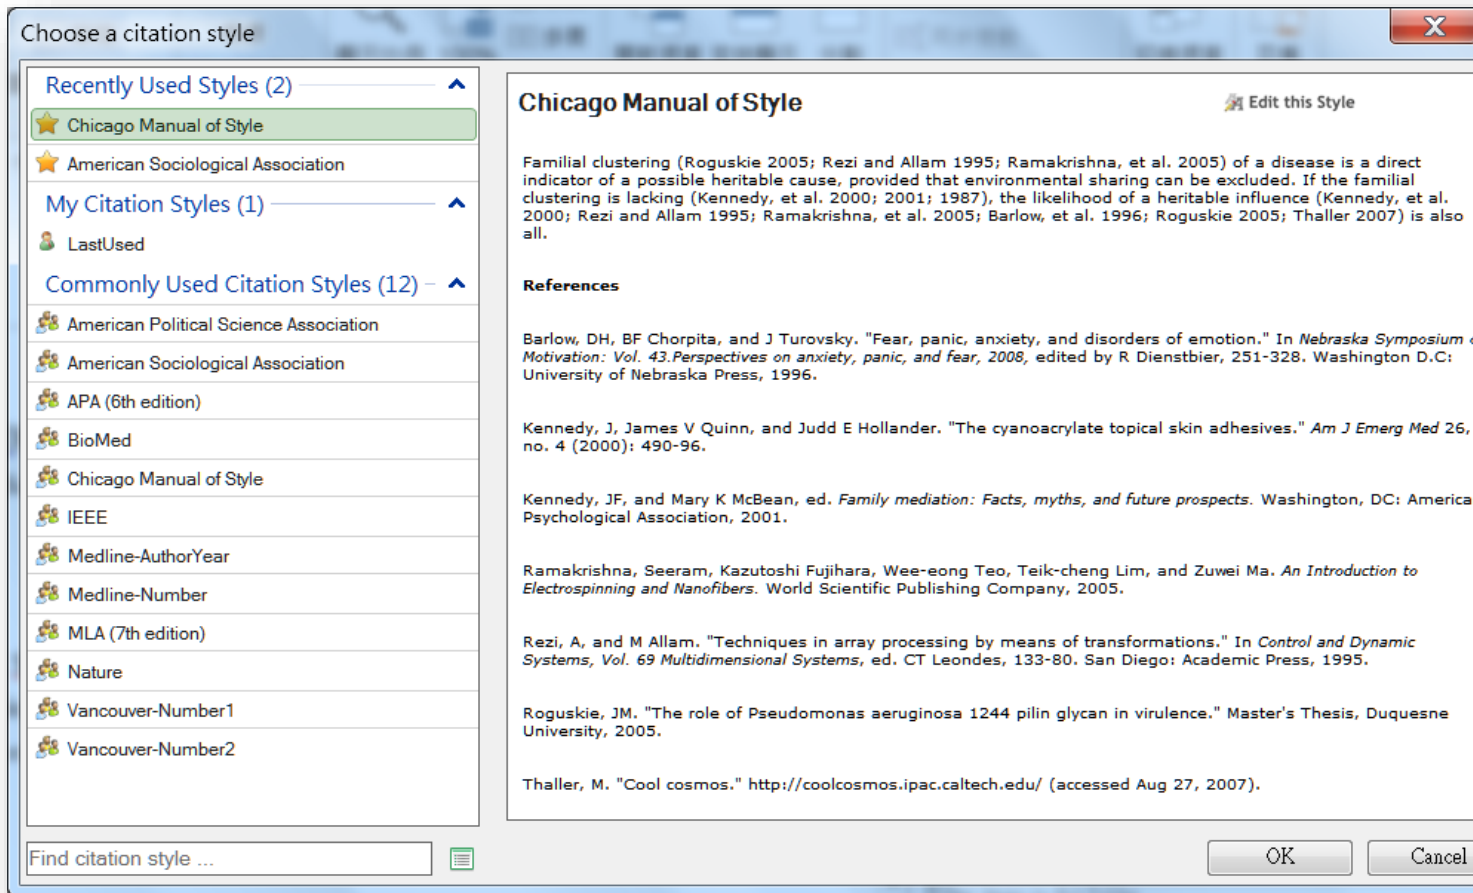 Choose a citation style
Recently Used Styles (2)
Chicago Manual of Style
American Sociological Association
My Citation Styles (1)
LastUsed
Commonly Used Citation Styles (12)
American Political Science Association
American Sociological Association
APA (6th edition)
BioMed
Chicago Manual of Style
IEEE
Medline-AuthorYear
Medline-Number
MLA (7th edition)
Nature
Vancouver-Number1
Vancouver-Number2
Find citation style ...
Chicago Manual of Style
Edit this Style
Familial clustering (Roguskie 2005; Rezi and Allam 1995; Ramakrishna, et al. 2005) of a disease is a direct
indicator of a possible heritable cause, provided that environmental sharing can be excluded. If the familial
clustering is lacking (Kennedy, et al. 2000; 2001; 1987), the likelihood of a heritable influence (Kennedy, et al.
2000; Rezi and Allam 1995; Ramakrishna, et al. 2005; Barlow, et al. 1996; Roguskie 2005; Thaller 2007) is also
all.
References
Barlow, DH, BF Chorpita, and J Turovsky. "Fear, panic, anxiety, and disorders of emotion." In Nebraska Symposium
Motivation: Vol. 43.Perspectives on anxiety, panic, and fear, 2008, edited by R Dienstbier, 251-328. Washington D.C:
University of Nebraska Press, 1996.
Kennedy, J, James V Quinn, and Judd E Hollander. "The cyanoacrylate topical skin adhesives." Am J Emerg Med 26,
no. 4 (2000): 490-96.
Kennedy, JF, and Mary K McBean, ed. Family mediation: Facts, myths, and future prospects. Washington, DC: America
Psychological Association, 2001.
Ramakrishna, Seeram, Kazutoshi Fujihara, Wee-eong Teo, Teik-cheng Lim, and Zuwei Ma. An Introduction to
Electrospinning and Nanofibers. World Scientific Publishing Company, 2005.
Rezi, A, and M Allam. "Techniques in array processing by means of transformations." In Control and Dynamic
Systems, Vol. 69 Multidimensional Systems, ed. CT Leondes, 133-80. San Diego: Academic Press, 1995.
Roguskie, JM. "The role of Pseudomonas aeruginosa 1244 pilin glycan in virulence." Master's Thesis, Duquesne
University, 2005.
Thaller, M. "Cool cosmos." http://coolcosmos.ipac.caltech.edu/ (accessed Aug 27, 2007).
OK
Cancel